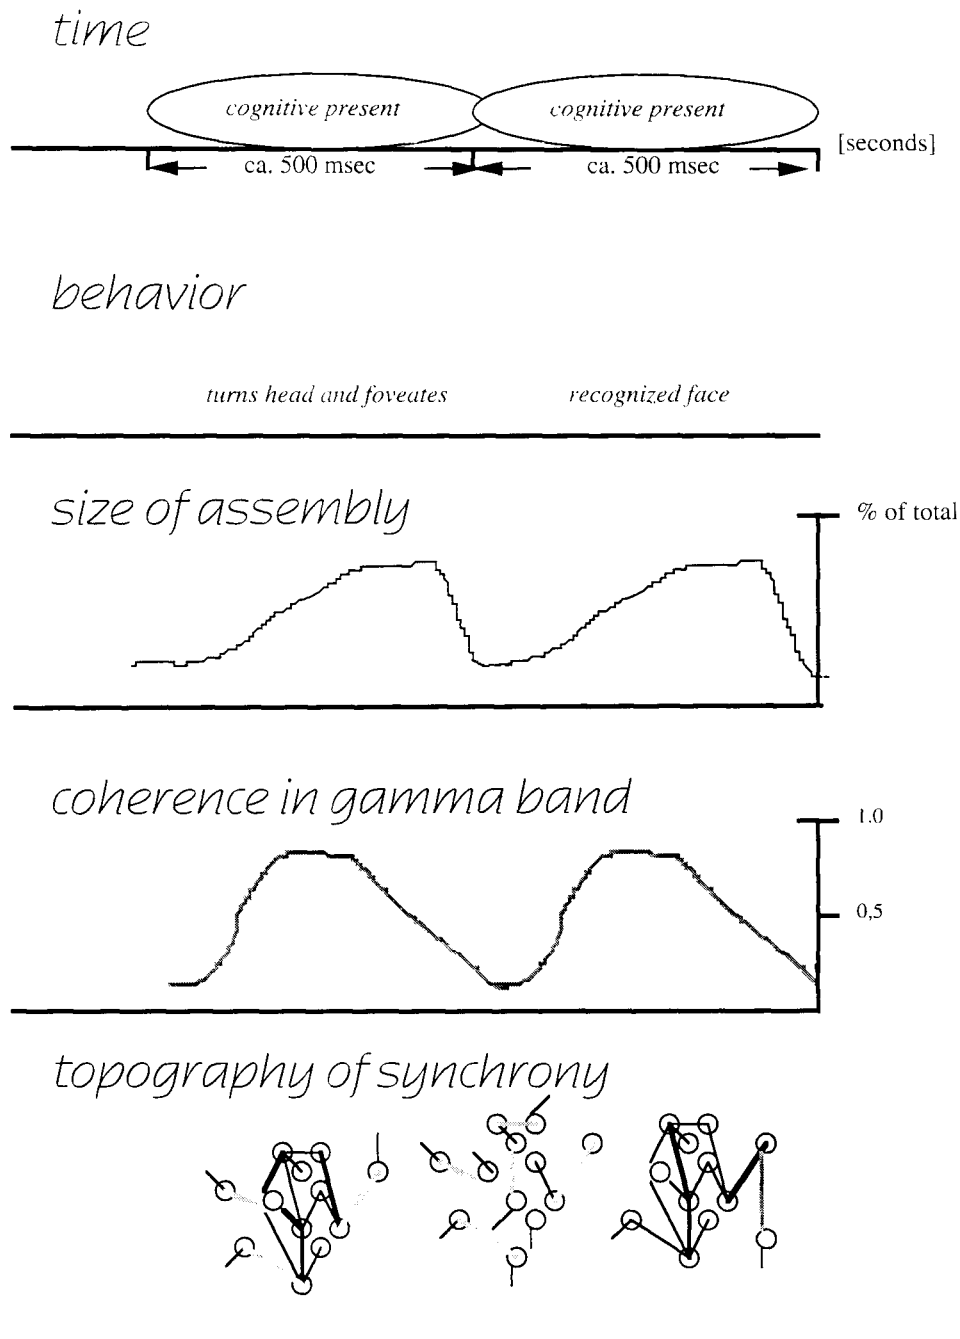 time
cognitive present cognitive present
[seconds]
ca. 500 msec ca. 500 msec
behavior
turns head and foveates recognized face
size of assembly
% of total
coherence in gamma band
1.0
0,5
topography of synchrony